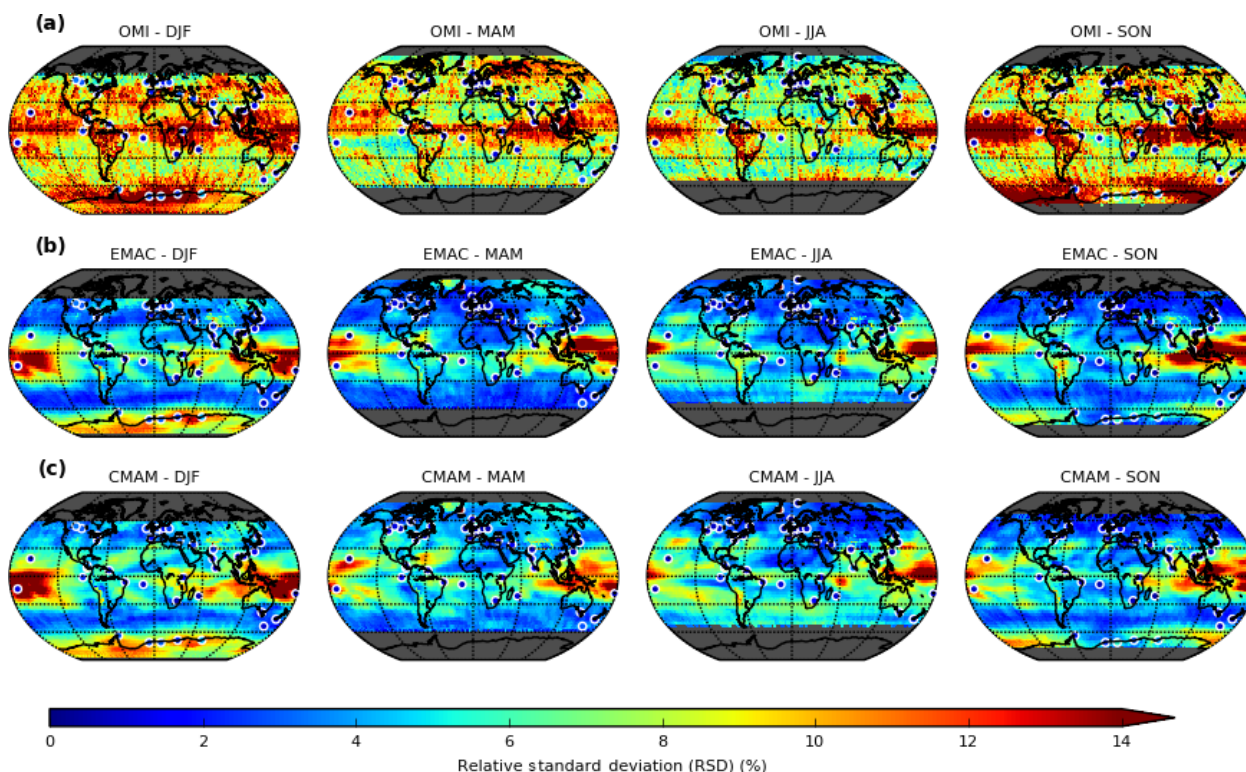 (a)
OMI - DJF
OMI - MAM
OMI - JJA
OMI - SON
(b)
EMAC - DJF
EMAC - MAM
EMAC - JJA
EMAC - SON
(c)
CMAM - DJF
CMAM - MAM
CMAM - JJA
CMAM - SON
0 2 4 6 8 10 12 14
Relative standard deviation (RSD) (%)